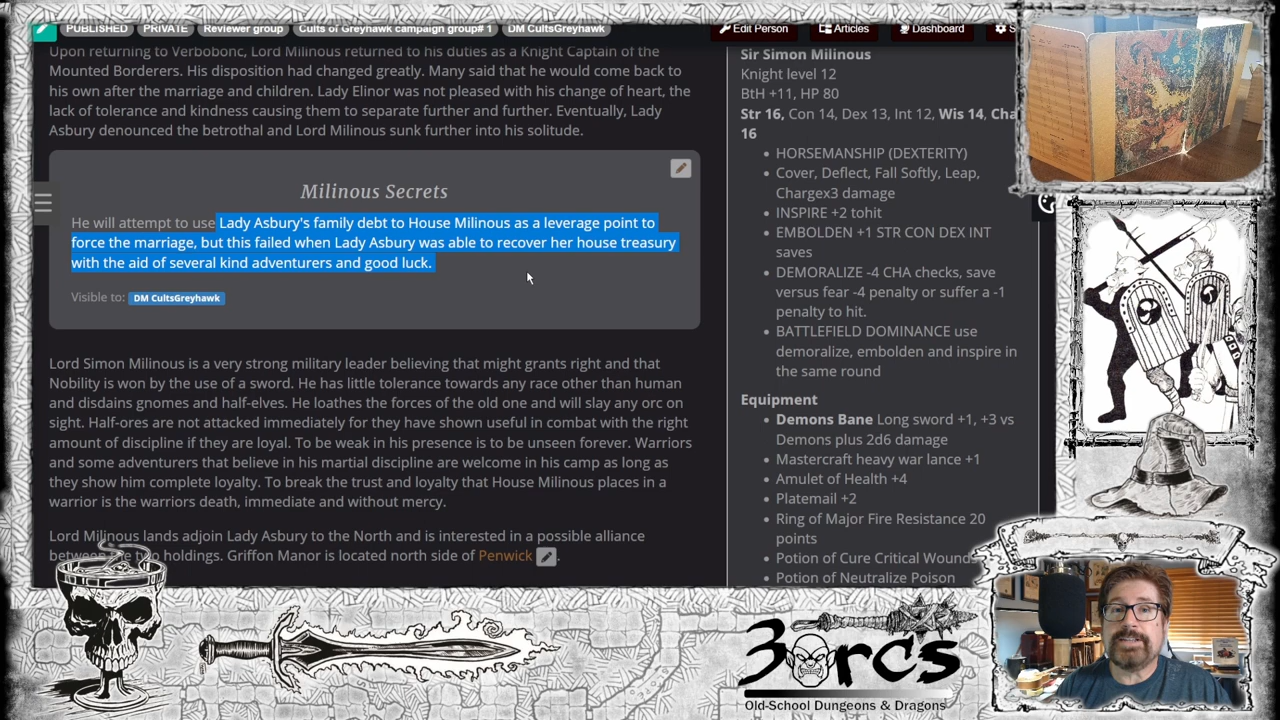 PUBLISHED PRIVATE Reviewer group Cults of Greyhawk campaign group# 1 DM CultsGreyhawk
Edit Person Articles Dashboard S
Upon returning to Verbobonc, Lord Milinous returned to his duties as a Knight Captain of the
Mounted Borderers. His disposition had changed greatly. Many said that he would come back to
his own after the marriage and children. Lady Elinor was not pleased with his change of heart, the
lack of tolerance and kindness causing them to separate further and further. Eventually, Lady
Asbury denounced the betrothal and Lord Milinous sunk further into his solitude.
Milinous Secrets
He will attempt to use Lady Asbury's family debt to House Milinous as a leverage point to
force the marriage, but this failed when Lady Asbury was able to recover her house treasury
with the aid of several kind adventurers and good luck.
Visible to: DM CultsGreyhawk
Lord Simon Milinous is a very strong military leader believing that might grants right and that
Nobility is won by the use of a sword. He has little tolerance towards any race other than human
and disdains gnomes and half-elves. He loathes the forces of the old one and will slay any orc on
sight. Half-ores are not attacked immediately for they have shown useful in combat with the right
amount of discipline if they are loyal. To be weak in his presence is to be unseen forever. Warriors
and some adventurers that believe in his martial discipline are welcome in his camp as long as
they show him complete loyalty. To break the trust and loyalty that House Milinous places in a
warrior is the warriors death, immediate and without mercy.
Lord Milinous lands adjoin Lady Asbury to the North and is interested in a possible alliance
between the two holdings. Griffon Manor is located north side of Penwick .
Sir Simon Milinous
Knight level 12
BtH +11, HP 80
Str 16, Con 14, Dex 13, Int 12, Wis 14, Cha
16
HORSEMANSHIP (DEXTERITY)
Cover, Deflect, Fall Softly, Leap,
Chargex3 damage
INSPIRE +2 tohit
EMBOLDEN +1 STR CON DEX INT
saves
DEMORALIZE -4 CHA checks, save
versus fear -4 penalty or suffer a -1
penalty to hit.
BATTLEFIELD DOMINANCE use
demoralize, embolden and inspire in
the same round
Equipment
Demons Bane Long sword +1, +3 vs
Demons plus 2d6 damage
Mastercraft heavy war lance +1
Amulet of Health +4
Platemail +2
Ring of Major Fire Resistance 20
points
Potion of Cure Critical Wounds
Potion of Neutralize Poison
3 orcs
Old-School Dungeons & Dragons